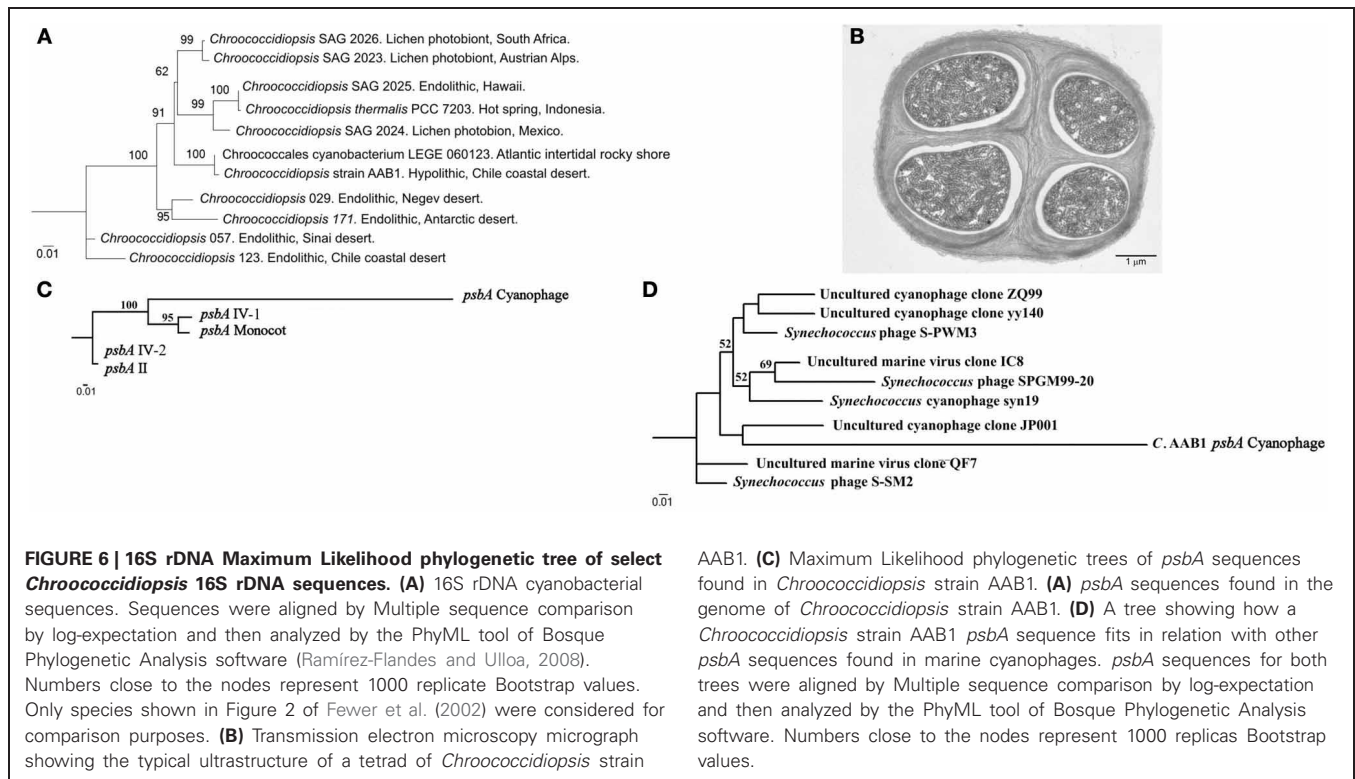 A
99
Chroococcidiopsis SAG 2026. Lichen photobiont, South Africa.
Chroococcidiopsis SAG 2023. Lichen photobiont, Austrian Alps.
62
100
Chroococcidiopsis SAG 2025. Endolithic, Hawaii.
99
Chroococcidiopsis thermalis PCC 7203. Hot spring, Indonesia.
91
Chroococcidiopsis SAG 2024. Lichen photobion, Mexico.
100
100
Chroococcales cyanobacterium LEGE 060123. Atlantic intertidal rocky shore
Chroococcidiopsis strain AAB1. Hypolithic, Chile coastal desert.
Chroococcidiopsis 029. Endolithic, Negev desert.
95
Chroococcidiopsis 171. Endolithic, Antarctic desert.
Chroococcidiopsis 057. Endolithic, Sinai desert.
0.01
Chroococcidiopsis 123. Endolithic, Chile coastal desert
B
1 µm
C
100
psbA Cyanophage
95
psbA IV-1
psbA Monocot
psbA IV-2
psbA II
0.01
D
Uncultured cyanophage clone ZQ99
Uncultured cyanophage clone yy140
52
Synechococcus phage S-PWM3
69
Uncultured marine virus clone IC8
52
Synechococcus phage SPGM99-20
Synechococcus cyanophage syn19
Uncultured cyanophage clone JP001
C. AAB1 psbA Cyanophage
Uncultured marine virus clone QF7
Synechococcus phage S-SM2
0.01
FIGURE 6 | 16S rDNA Maximum Likelihood phylogenetic tree of select
Chroococcidiopsis 16S rDNA sequences. (A) 16S rDNA cyanobacterial
sequences. Sequences were aligned by Multiple sequence comparison
by log-expectation and then analyzed by the PhyML tool of Bosque
Phylogenetic Analysis software (Ramírez-Flandes and Ulloa, 2008).
Numbers close to the nodes represent 1000 replicate Bootstrap values.
Only species shown in Figure 2 of Fewer et al. (2002) were considered for
comparison purposes. (B) Transmission electron microscopy micrograph
showing the typical ultrastructure of a tetrad of Chroococcidiopsis strain
AAB1. (C) Maximum Likelihood phylogenetic trees of psbA sequences
found in Chroococcidiopsis strain AAB1. (A) psbA sequences found in the
genome of Chroococcidiopsis strain AAB1. (D) A tree showing how a
Chroococcidiopsis strain AAB1 psbA sequence fits in relation with other
psbA sequences found in marine cyanophages. psbA sequences for both
trees were aligned by Multiple sequence comparison by log-expectation
and then analyzed by the PhyML tool of Bosque Phylogenetic Analysis
software. Numbers close to the nodes represent 1000 replicas Bootstrap
values.